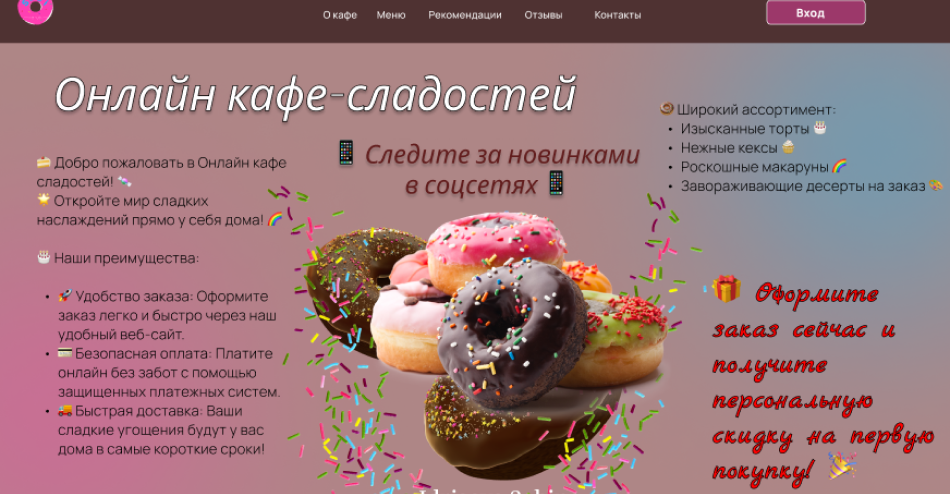 О кафе Меню Рекомендации Отзывы Контакты Вход
Онлайн кафе-сладостей
🍰 Добро пожаловать в Онлайн кафе
сладостей! 🍬
🌟 Откройте мир сладких
наслаждений прямо у себя дома! 🌈
🎂 Наши преимущества:
• 🚀 Удобство заказа: Оформите
заказ легко и быстро через наш
удобный веб-сайт.
• 💳 Безопасная оплата: Платите
онлайн без забот с помощью
защищенных платежных систем.
• 🚚 Быстрая доставка: Ваши
сладкие угощения будут у вас
дома в самые короткие сроки!
📱 Следите за новинками
в соцсетях 📱
🍩 Широкий ассортимент:
• Изысканные торты 🎂
• Нежные кексы 🧁
• Роскошные макаруны 🌈
• Завораживающие десерты на заказ 🎨
🎁 Оформите
заказ сейчас и
получите
персональную
скидку на первую
покупку! 🎉